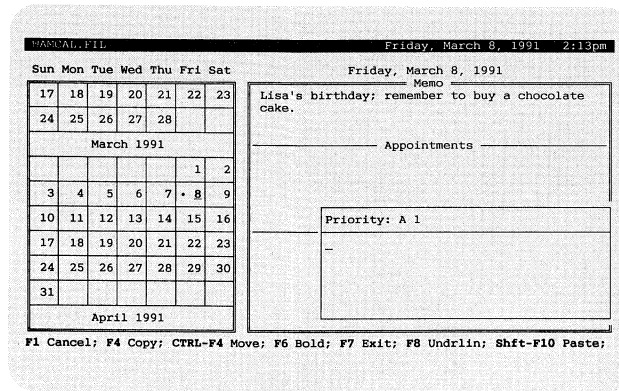 WAMCAL.FIL Friday, March 8, 1991 2:13pm
Sun Mon Tue Wed Thu Fri Sat
17 18 19 20 21 22 23
24 25 26 27 28
March 1991
1 2
3 4 5 6 7 · 8 9
10 11 12 13 14 15 16
17 18 19 20 21 22 23
24 25 26 27 28 29 30
31
April 1991
Friday, March 8, 1991
Memo
Lisa's birthday; remember to buy a chocolate
cake.
Appointments
Priority: A 1
F1 Cancel; F4 Copy; CTRL-F4 Move; F6 Bold; F7 Exit; F8 Undrlin; Shft-F10 Paste;